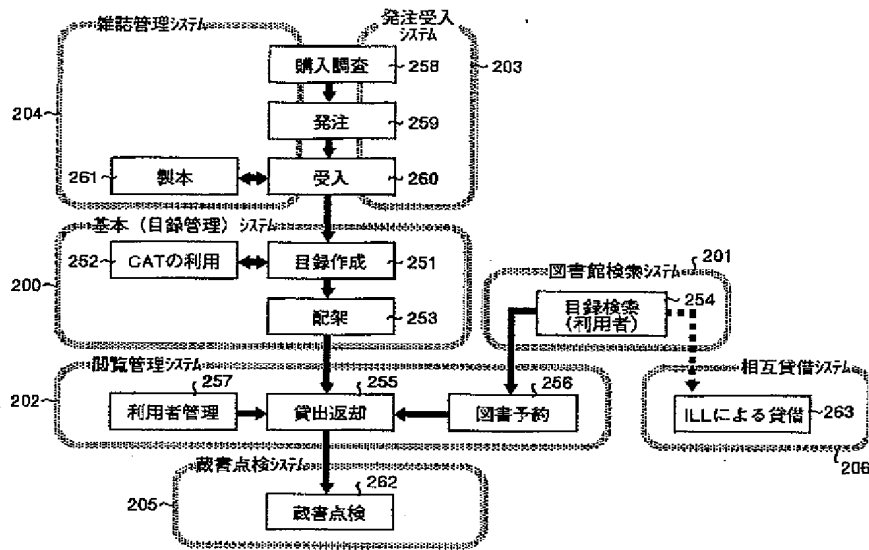 雑誌管理システム
発注受入
システム
購入調査
258
203
204
発注
259
261
製本
受入
260
基本（目録管理）システム
252
CATの利用
目録作成
251
200
配架
253
図書館検索システム
201
目録検索
(利用者)
254
閲覧管理システム
相互貸借システム
202
257
利用者管理
255
貸出返却
256
図書予約
ILLによる貸借
263
206
蔵書点検システム
205
262
蔵書点検